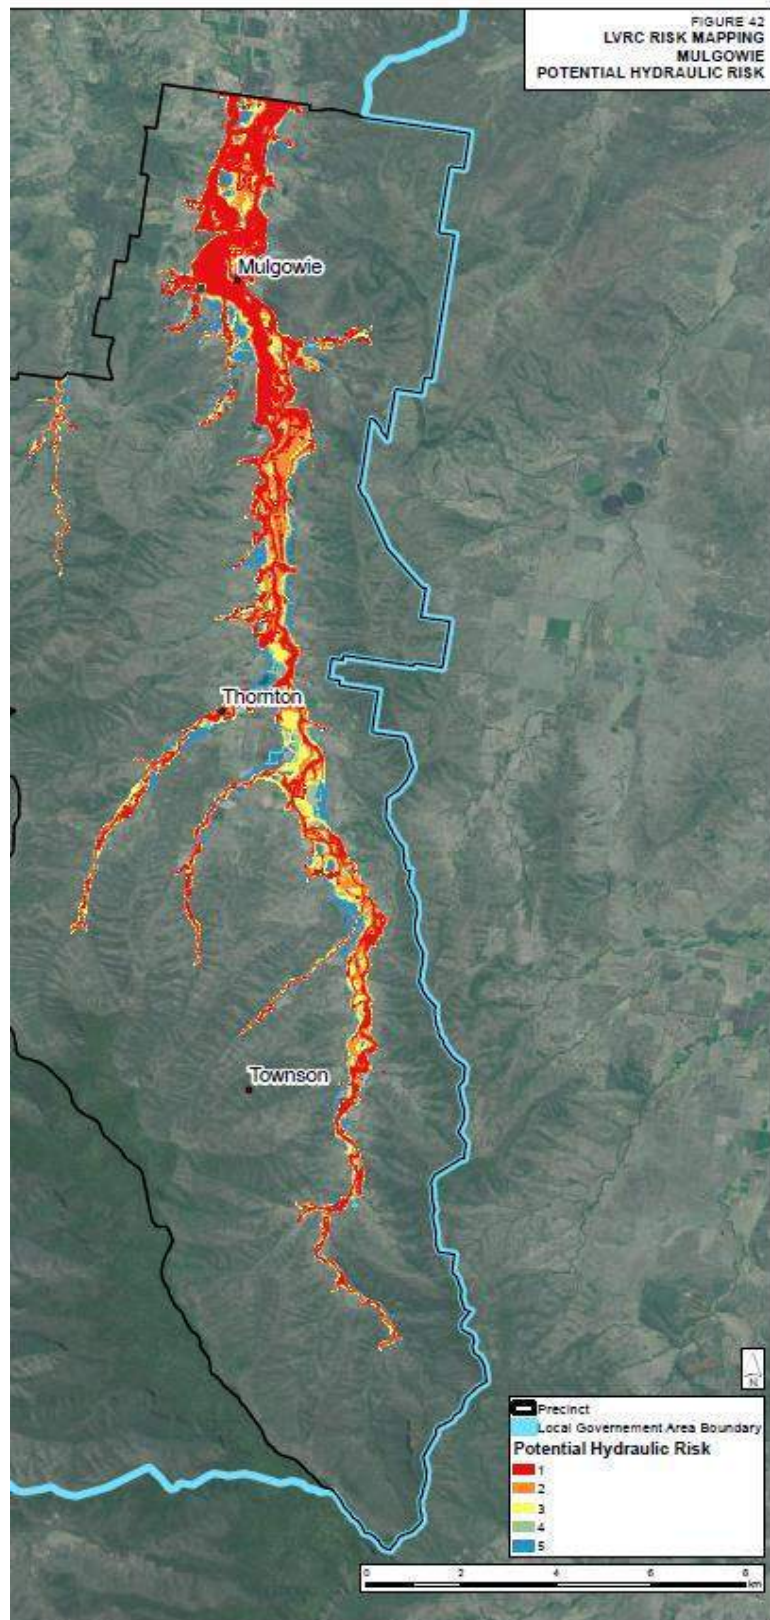 FIGURE 42
LVRC RISK MAPPING
MULGOWIE
POTENTIAL HYDRAULIC RISK
Mulgowie
Thornton
Townson
N
Precinct
Local Governement Area Boundary
Potential Hydraulic Risk
1
2
3
4
5
0 2 4 6 8
km